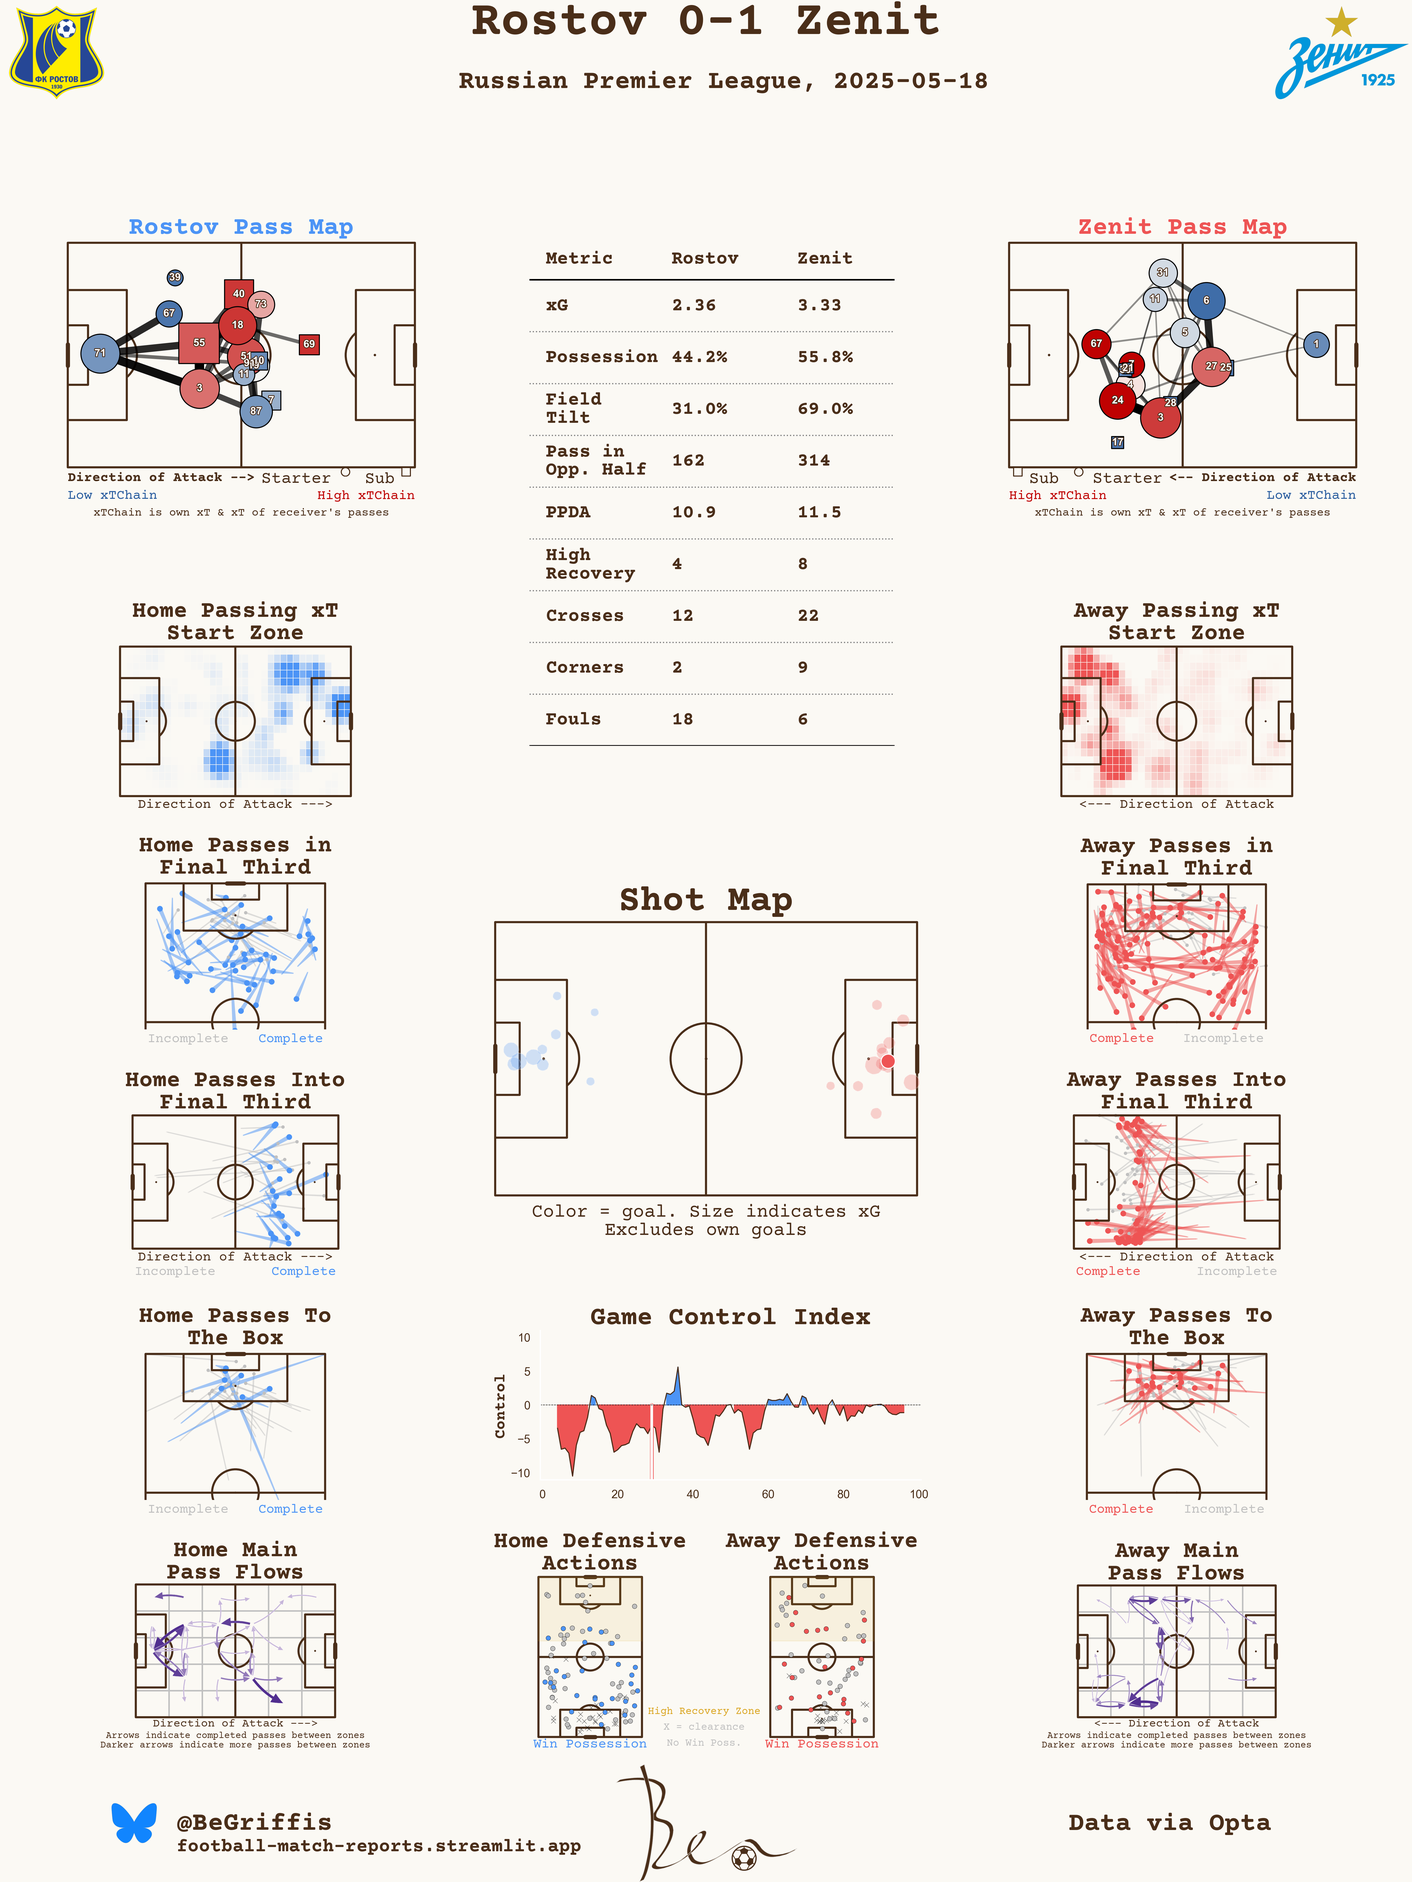 Rostov 0-1 Zenit
Russian Premier League, 2025-05-18
ФК РОСТОВ
1930
Зенит
1925
Rostov Pass Map
39
67
71
55
40
73
18
69
51
10
11
3
7
87
Direction of Attack --> Starter Sub
Low xTChain High xTChain
xTChain is own xT & xT of receiver's passes
Metric Rostov Zenit
xG 2.36 3.33
Possession 44.2% 55.8%
Field
Tilt 31.0% 69.0%
Pass in
Opp. Half 162 314
PPDA 10.9 11.5
High
Recovery 4 8
Crosses 12 22
Corners 2 9
Fouls 18 6
Zenit Pass Map
31
11
6
5
67
1
27
25
21
4
24
28
3
17
Sub Starter <-- Direction of Attack
High xTChain Low xTChain
xTChain is own xT & xT of receiver's passes
Home Passing xT
Start Zone
Direction of Attack --->
Away Passing xT
Start Zone
<--- Direction of Attack
Home Passes in
Final Third
Incomplete Complete
Away Passes in
Final Third
Complete Incomplete
Shot Map
Color = goal. Size indicates xG
Excludes own goals
Home Passes Into
Final Third
Direction of Attack --->
Incomplete Complete
Away Passes Into
Final Third
<--- Direction of Attack
Complete Incomplete
Home Passes To
The Box
Incomplete Complete
Game Control Index
Control
10
5
0
−5
−10
0 20 40 60 80 100
Away Passes To
The Box
Complete Incomplete
Home Main
Pass Flows
Direction of Attack --->
Arrows indicate completed passes between zones
Darker arrows indicate more passes between zones
Home Defensive
Actions
Win Possession
High Recovery Zone
X = clearance
No Win Poss.
Away Defensive
Actions
Win Possession
Away Main
Pass Flows
<--- Direction of Attack
Arrows indicate completed passes between zones
Darker arrows indicate more passes between zones
@BeGriffis
football-match-reports.streamlit.app
Ben
Data via Opta